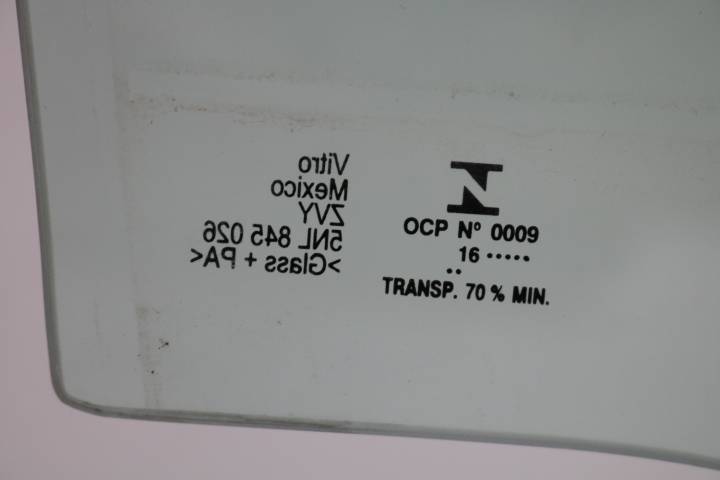 Vitro
Mexico
ZVY
5NL 845 026
>Glass + PA<
OCP Nº 0009
16 •••••
••
TRANSP. 70 % MIN.